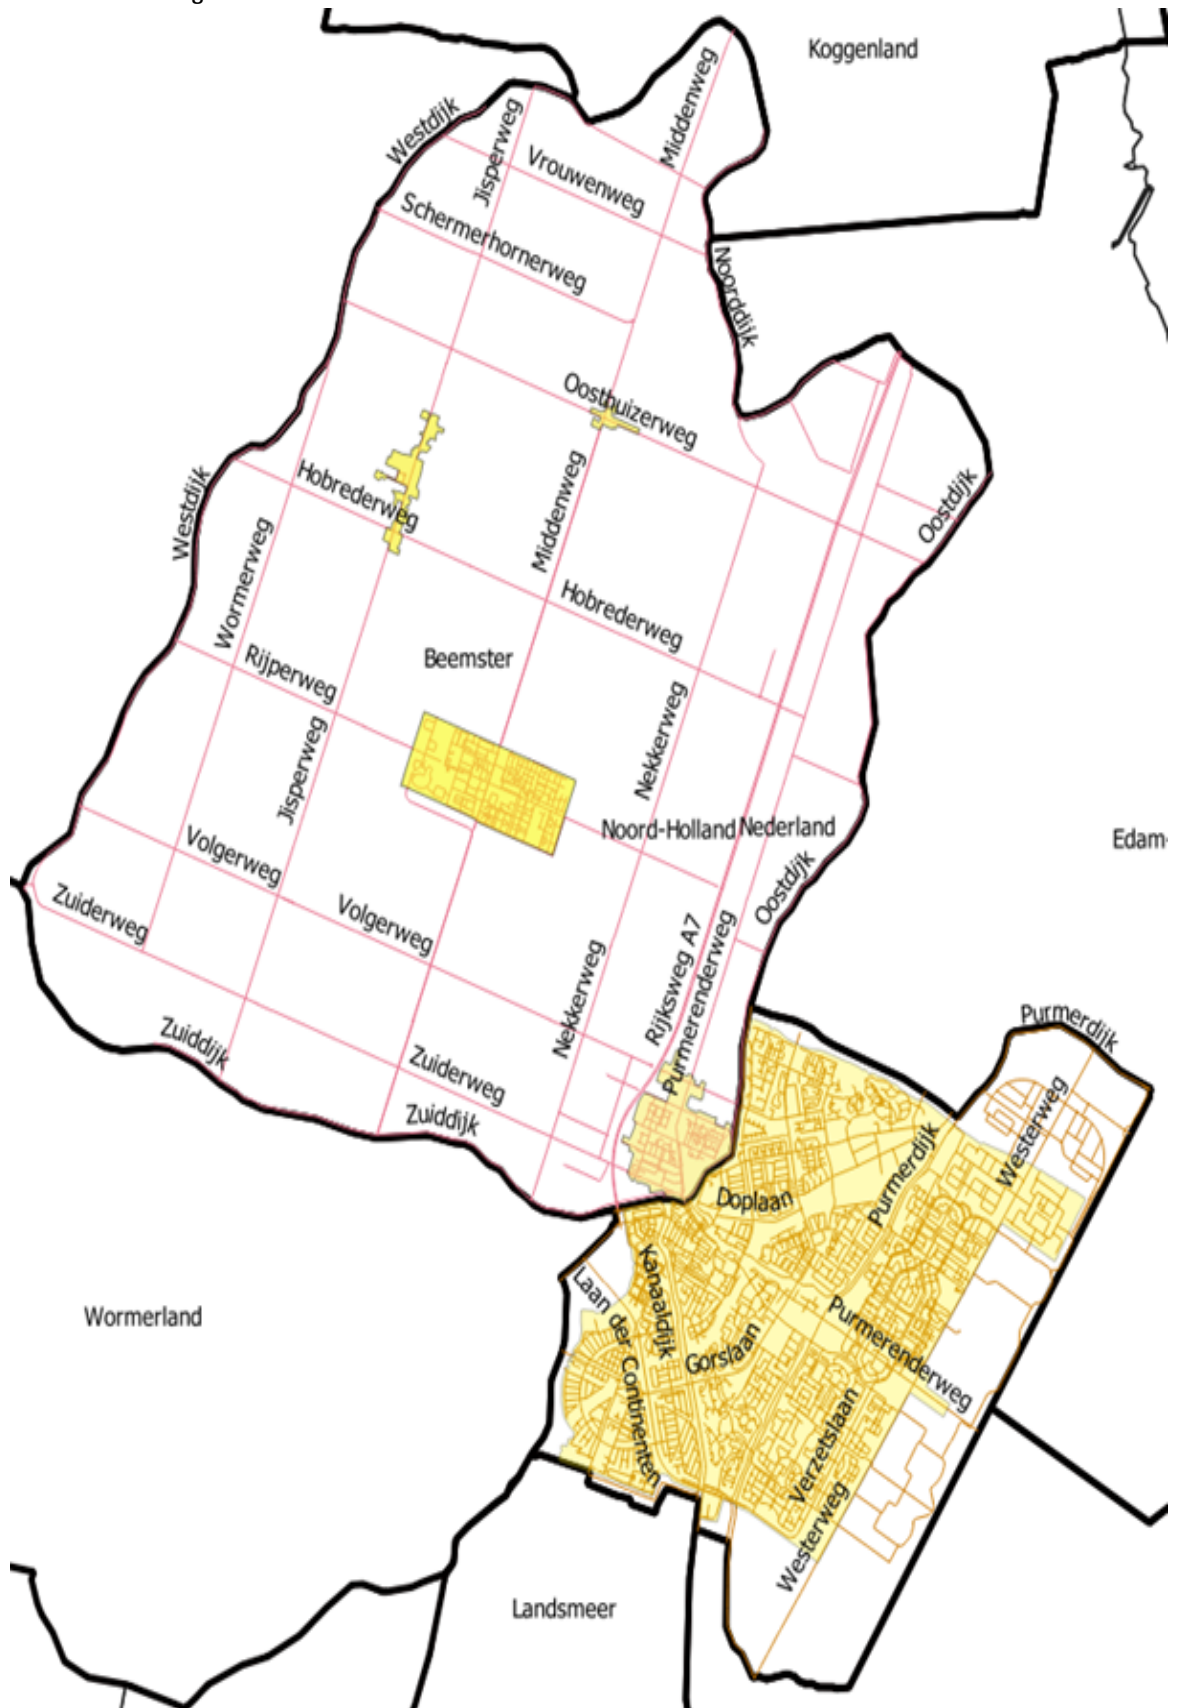 g
Koggenland
Middenweg
Westdijk
Jisperweg
Vrouwenweg
Schermerhornerweg
Noorddijk
Oosthuizerweg
Westdijk
Hobrederweg
Middenweg
Oostdijk
Wormerweg
Hobrederweg
Beemster
Rijperweg
Nekkerweg
Jisperweg
Noord-Holland
Nederland
Edam-
Volgerweg
Oostdijk
Zuiderweg
Volgerweg
Rijksweg A7
Purmerenderweg
Nekkerweg
Zuiddijk
Zuiderweg
Purmerdijk
Zuiddijk
Westerweg
Purmerdijk
Doplaan
Kanaaldijk
Laan der Continenten
Wormerland
Gorslaan
Purmerenderweg
Verzetslaan
Westerweg
Landsmeer